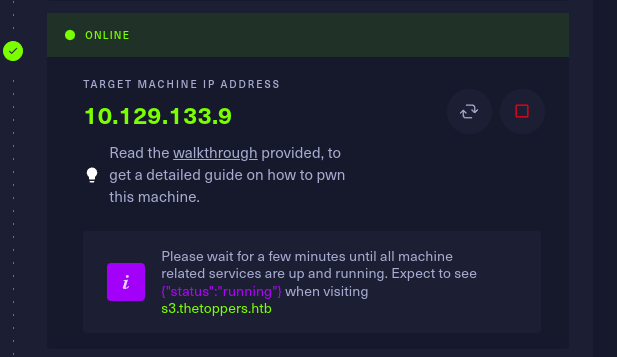 ONLINE
TARGET MACHINE IP ADDRESS
10.129.133.9
Read the walkthrough provided, to
get a detailed guide on how to pwn
this machine.
i
Please wait for a few minutes until all machine
related services are up and running. Expect to see
{"status":"running"} when visiting
s3.thetoppers.htb